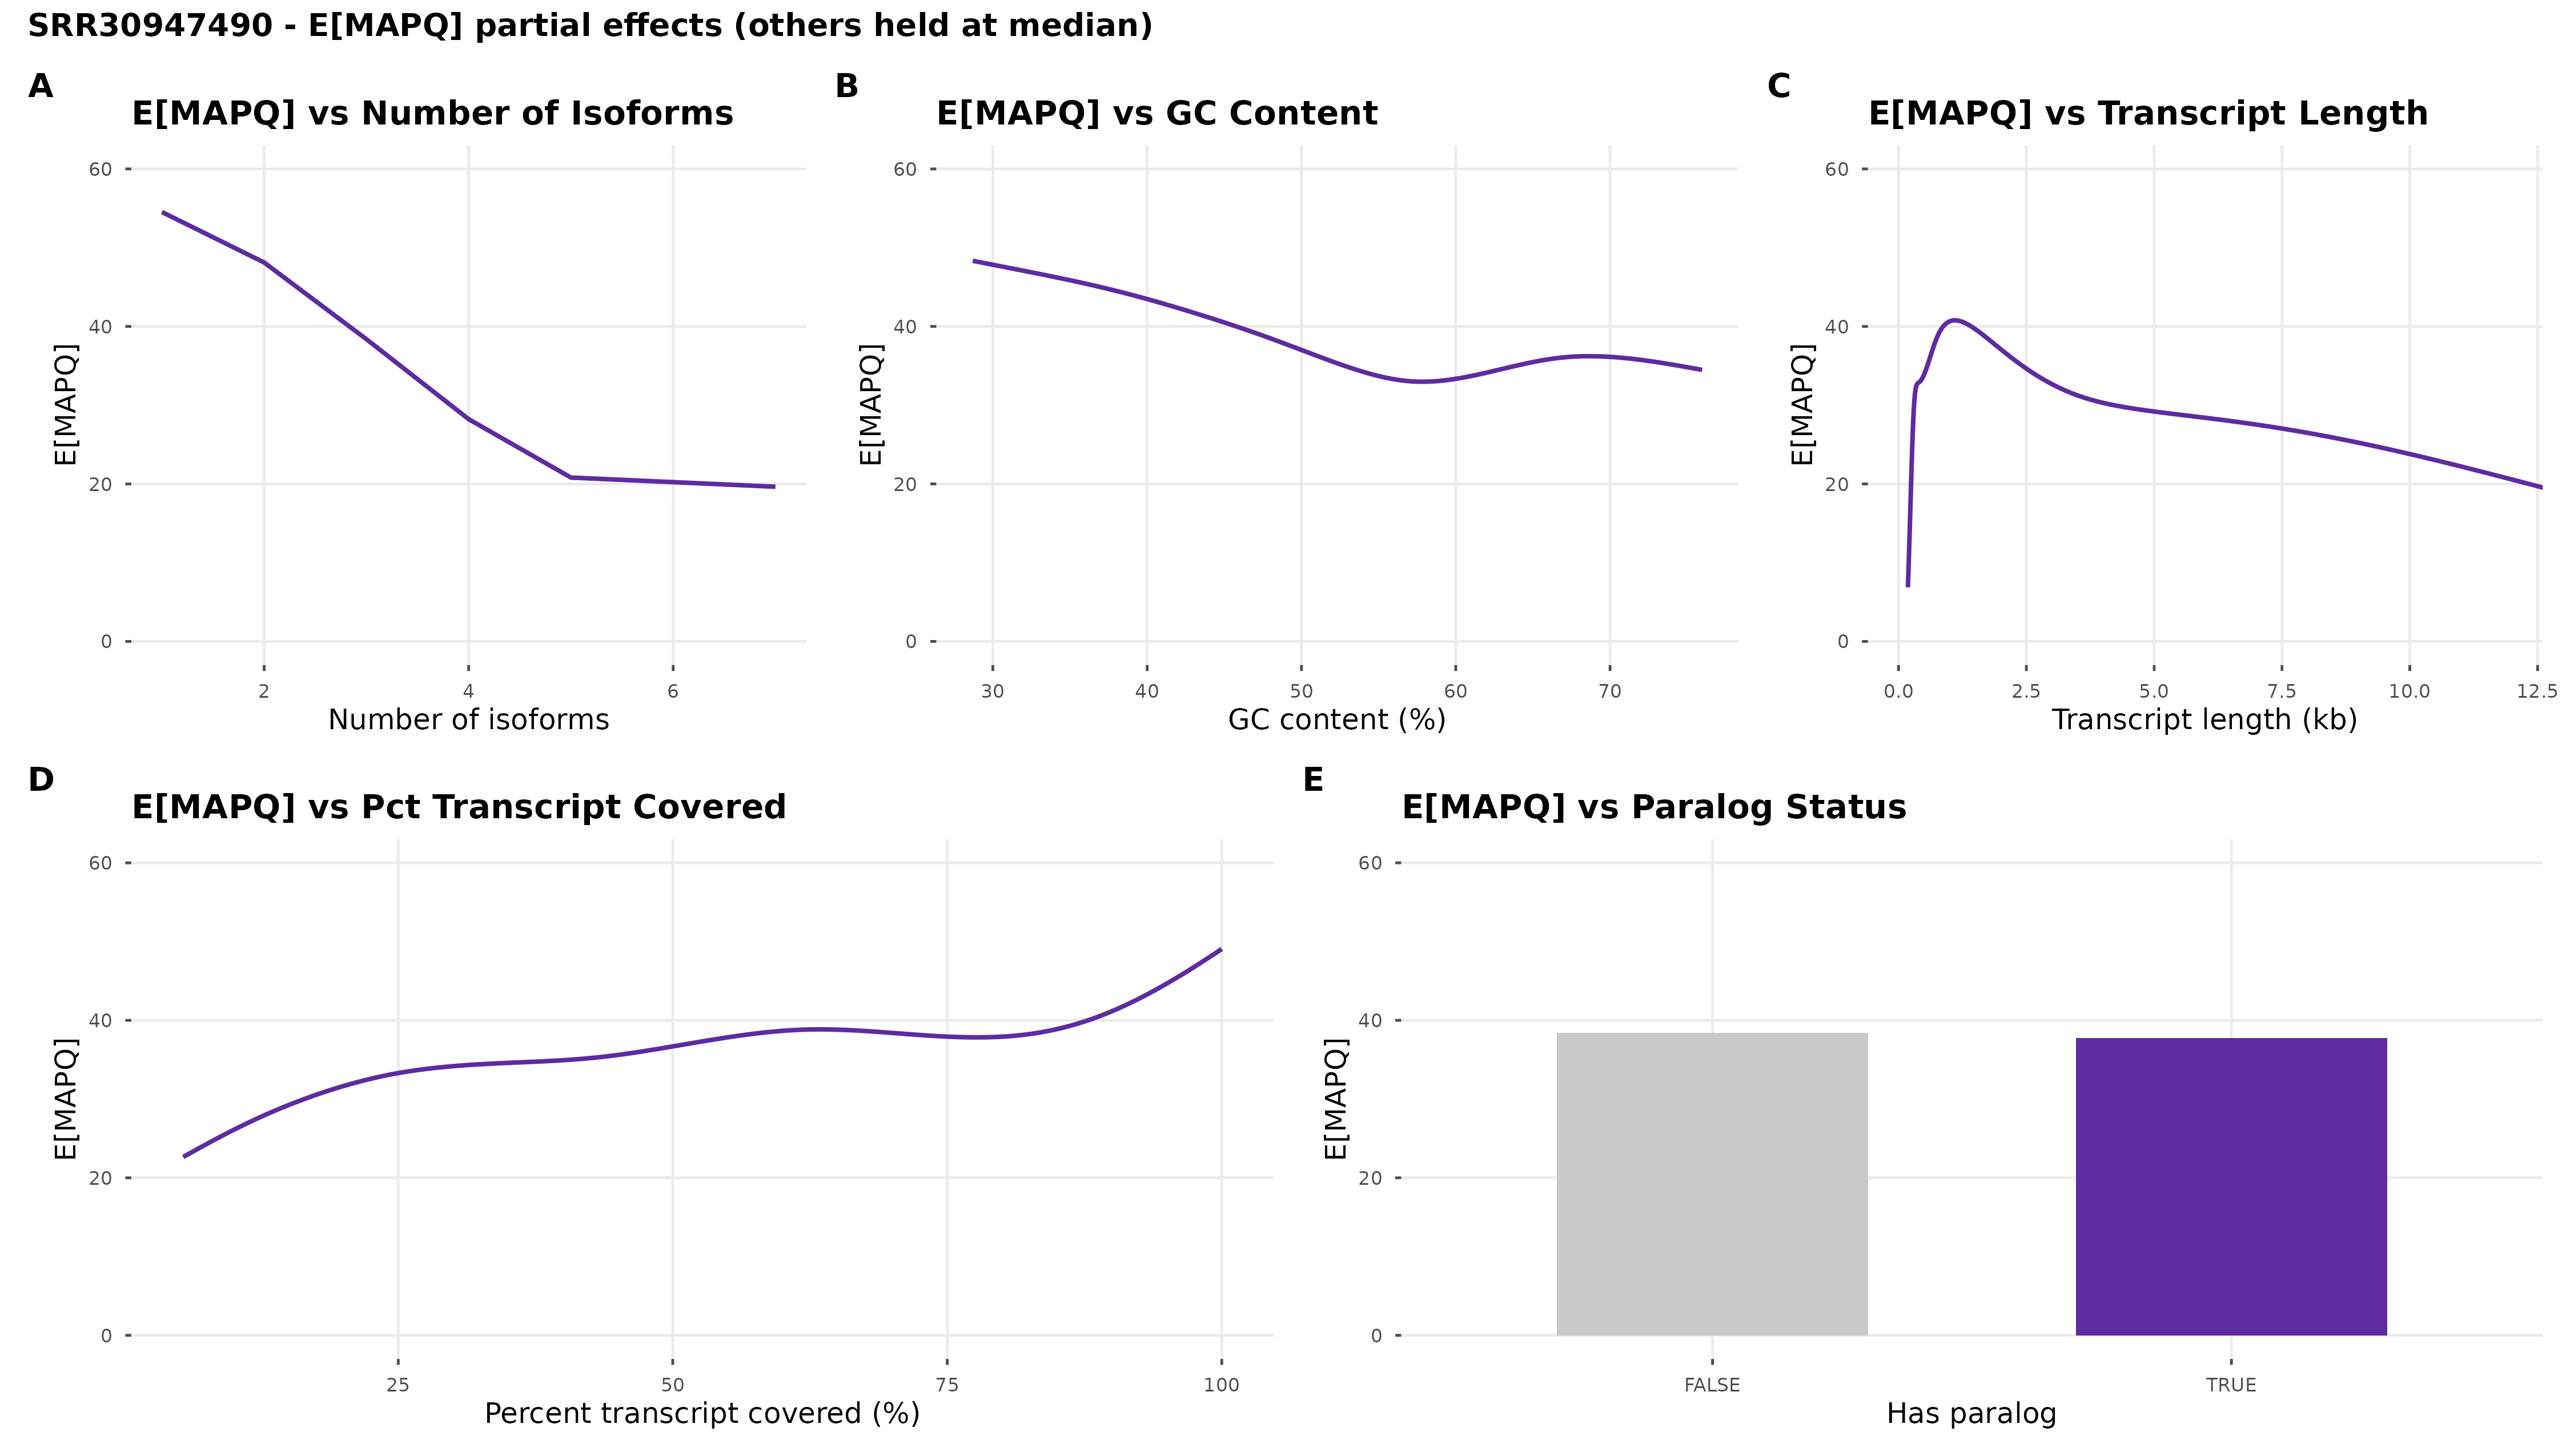 SRR30947490 - E[MAPQ] partial effects (others held at median)
A
E[MAPQ] vs Number of Isoforms
60
40
20
0
E[MAPQ]
2 4 6
Number of isoforms
B
E[MAPQ] vs GC Content
60
40
20
0
E[MAPQ]
30 40 50 60 70
GC content (%)
C
E[MAPQ] vs Transcript Length
60
40
20
0
E[MAPQ]
0.0 2.5 5.0 7.5 10.0 12.5
Transcript length (kb)
D
E[MAPQ] vs Pct Transcript Covered
60
40
20
0
E[MAPQ]
25 50 75 100
Percent transcript covered (%)
E
E[MAPQ] vs Paralog Status
60
40
20
0
E[MAPQ]
FALSE TRUE
Has paralog